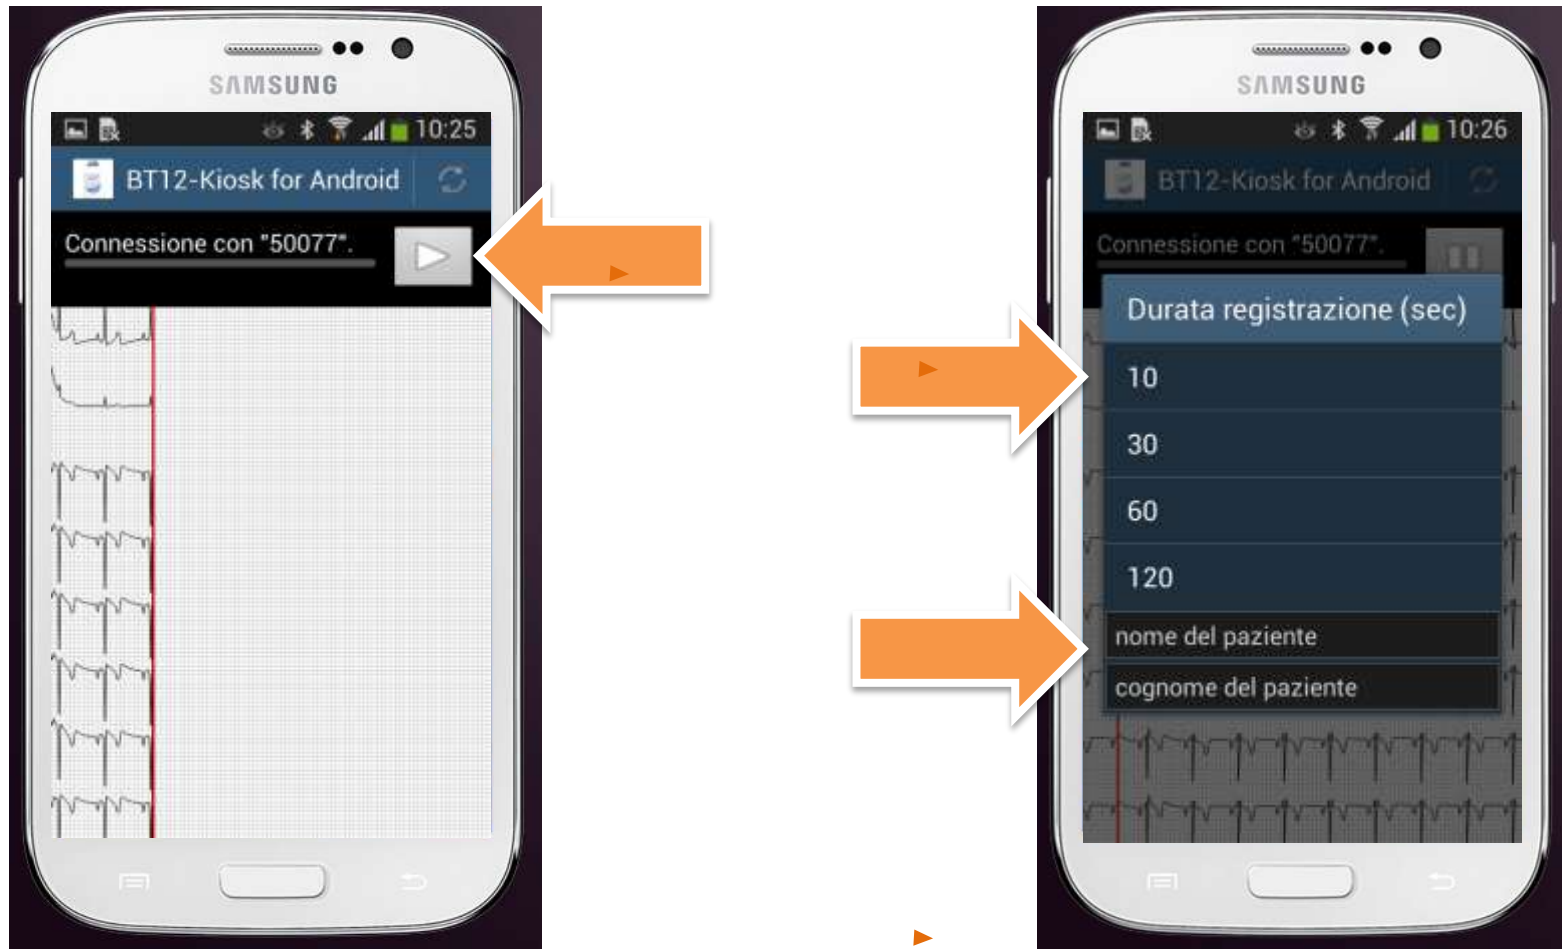 SAMSUNG
10:25
BT12-Kiosk for Android
Connessione con "50077".
SAMSUNG
10:26
BT12-Kiosk for Android
Connessione con "50077".
Durata registrazione (sec)
10
30
60
120
nome del paziente
cognome del paziente